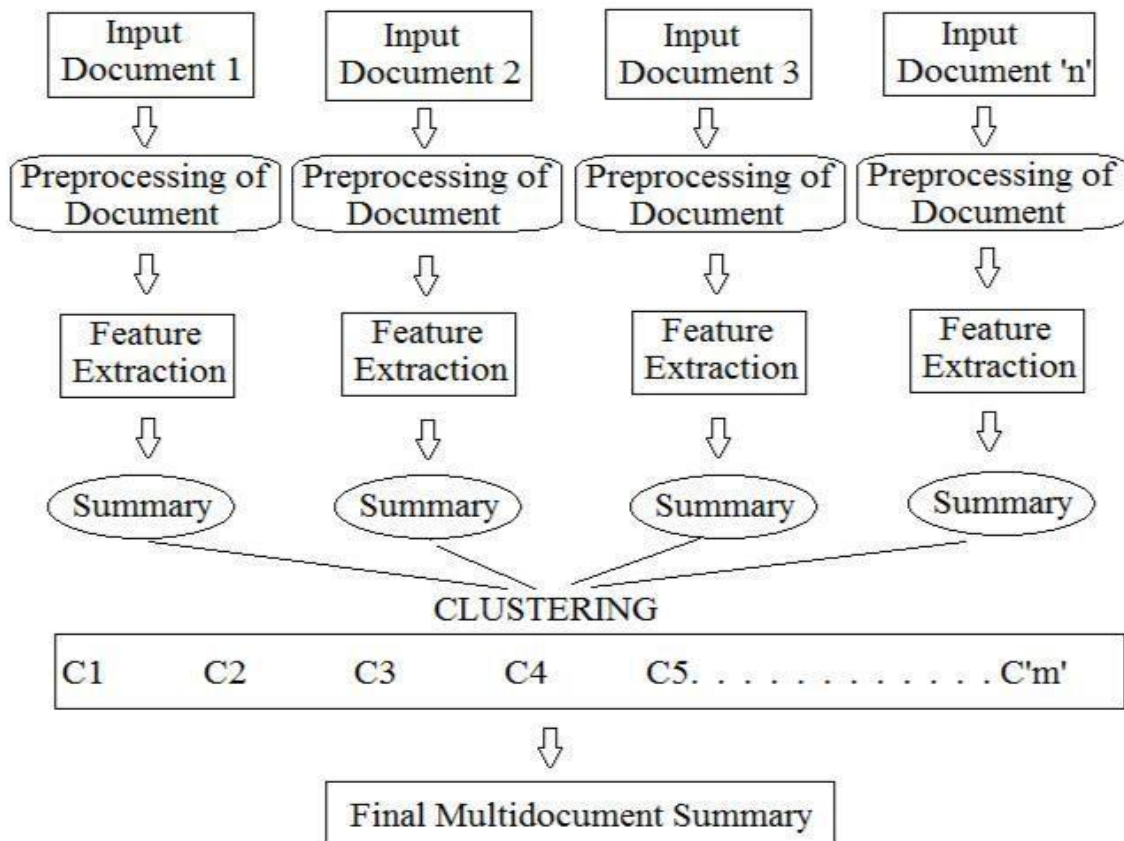 Input
Document 1
Input
Document 2
Input
Document 3
Input
Document 'n'
Preprocessing of
Document
Preprocessing of
Document
Preprocessing of
Document
Preprocessing of
Document
Feature
Extraction
Feature
Extraction
Feature
Extraction
Feature
Extraction
Summary
Summary
Summary
Summary
CLUSTERING
C1 C2 C3 C4 C5. . . . . . . . . . . . . C'm'
Final Multidocument Summary